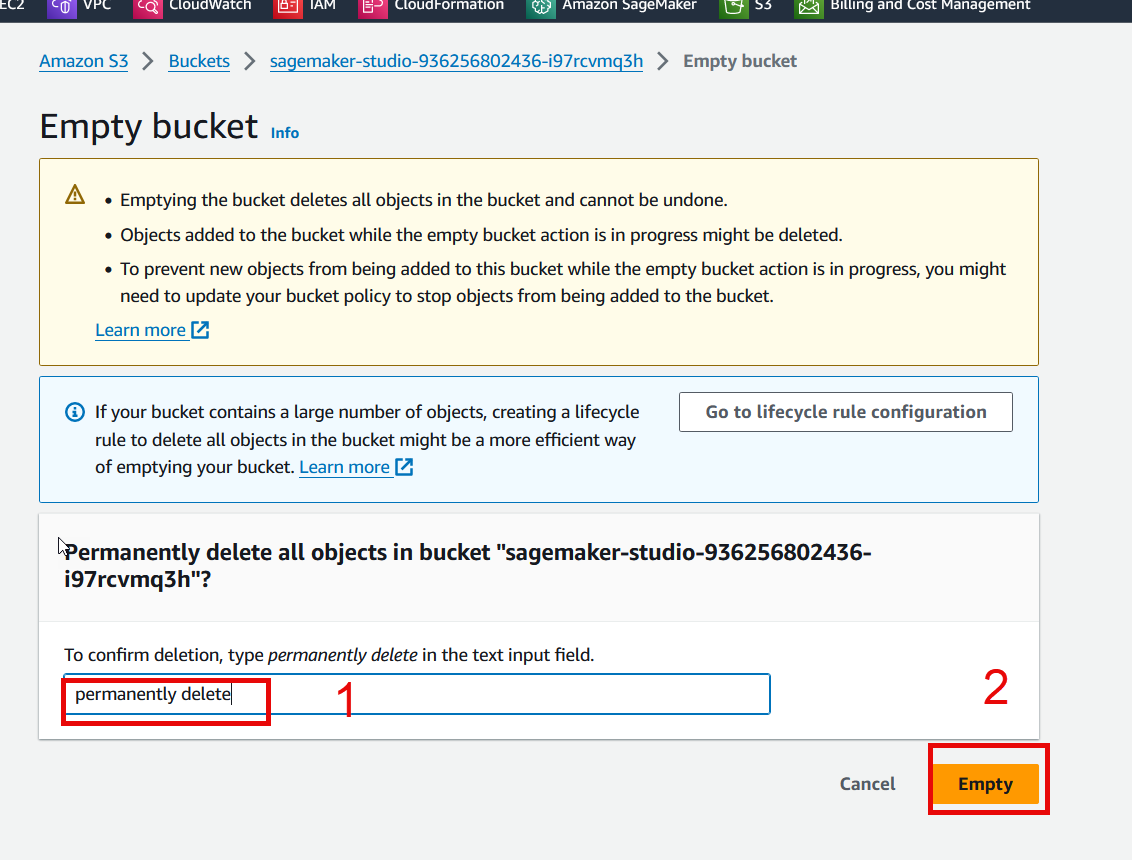 EC2 VPC CloudWatch IAM CloudFormation Amazon SageMaker S3 Billing and Cost Management
Amazon S3 > Buckets > sagemaker-studio-936256802436-i97rcvmq3h > Empty bucket
Empty bucket Info
• Emptying the bucket deletes all objects in the bucket and cannot be undone.
• Objects added to the bucket while the empty bucket action is in progress might be deleted.
• To prevent new objects from being added to this bucket while the empty bucket action is in progress, you might
need to update your bucket policy to stop objects from being added to the bucket.
Learn more
If your bucket contains a large number of objects, creating a lifecycle
rule to delete all objects in the bucket might be a more efficient way
of emptying your bucket. Learn more
Go to lifecycle rule configuration
Permanently delete all objects in bucket "sagemaker-studio-936256802436-
i97rcvmq3h"?
To confirm deletion, type permanently delete in the text input field.
permanently delete 1
2
Cancel Empty